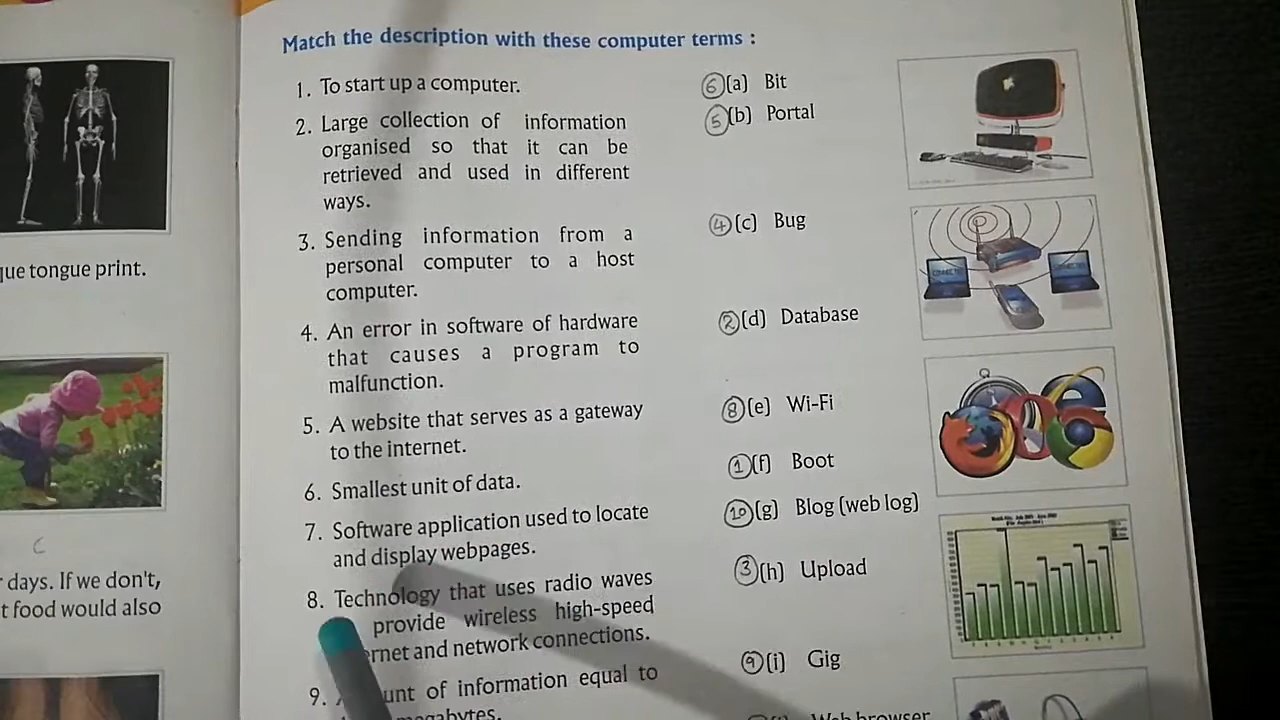 Match the description with these computer terms :
1. To start up a computer.
2. Large collection of information
organised so that it can be
retrieved and used in different
ways.
3. Sending information from a
personal computer to a host
computer.
4. An error in software of hardware
that causes a program to
malfunction.
5. A website that serves as a gateway
to the internet.
6. Smallest unit of data.
7. Software application used to locate
and display webpages.
8. Technology that uses radio waves
provide wireless high-speed
and network connections.
9. of information equal to
6 (a) Bit
5 (b) Portal
4 (c) Bug
2 (d) Database
8 (e) Wi-Fi
1 (f) Boot
10 (g) Blog (web log)
3 (h) Upload
9 (i) Gig
Web browser
que tongue print.
C
days. If we don't,
t food would also